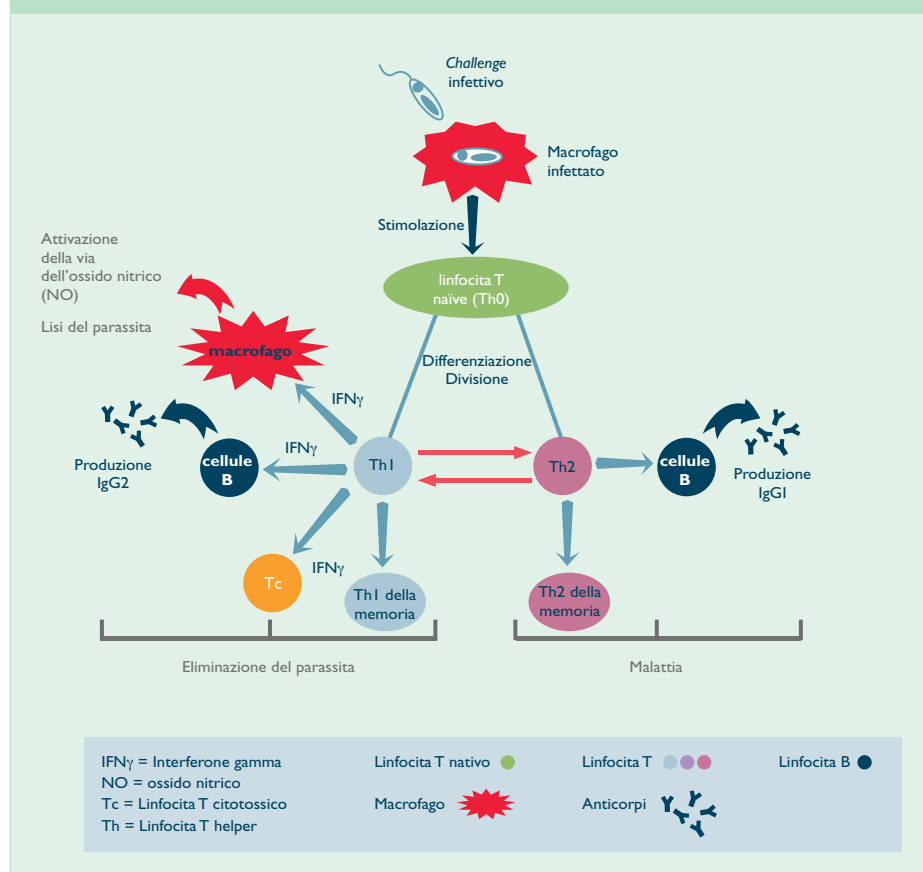 Challenge
infettivo
Macrofago
infettato
Stimolazione
linfocita T
naïve (Th0)
Attivazione
della via
dell'ossido nitrico
(NO)
Lisi del parassita
macrofago
Differenziazione
Divisione
IFNγ
IFNγ
Produzione
IgG2
cellule
B
Th1
Th2
cellule
B
Produzione
IgG1
IFNγ
Tc
Th1 della
memoria
Th2 della
memoria
Eliminazione del parassita
Malattia
IFNγ = Interferone gamma
NO = ossido nitrico
Tc = Linfocita T citotossico
Th = Linfocita T helper
Linfocita T nativo
Macrofago
Linfocita T
Anticorpi
Linfocita B